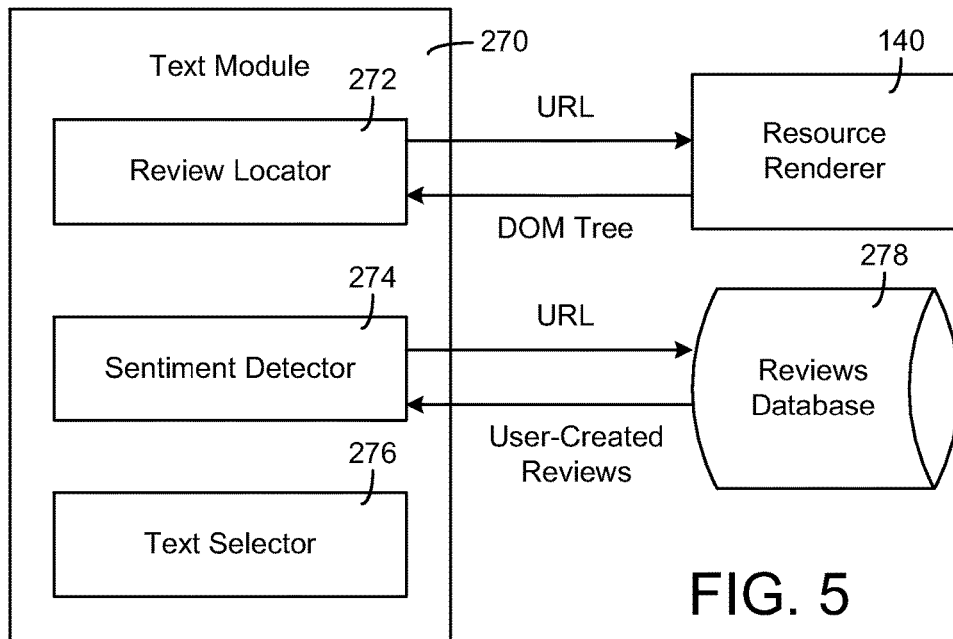 Text Module
270
272
Review Locator
URL
DOM Tree
140
Resource
Renderer
274
Sentiment Detector
URL
User-Created
Reviews
278
Reviews
Database
276
Text Selector
FIG. 5